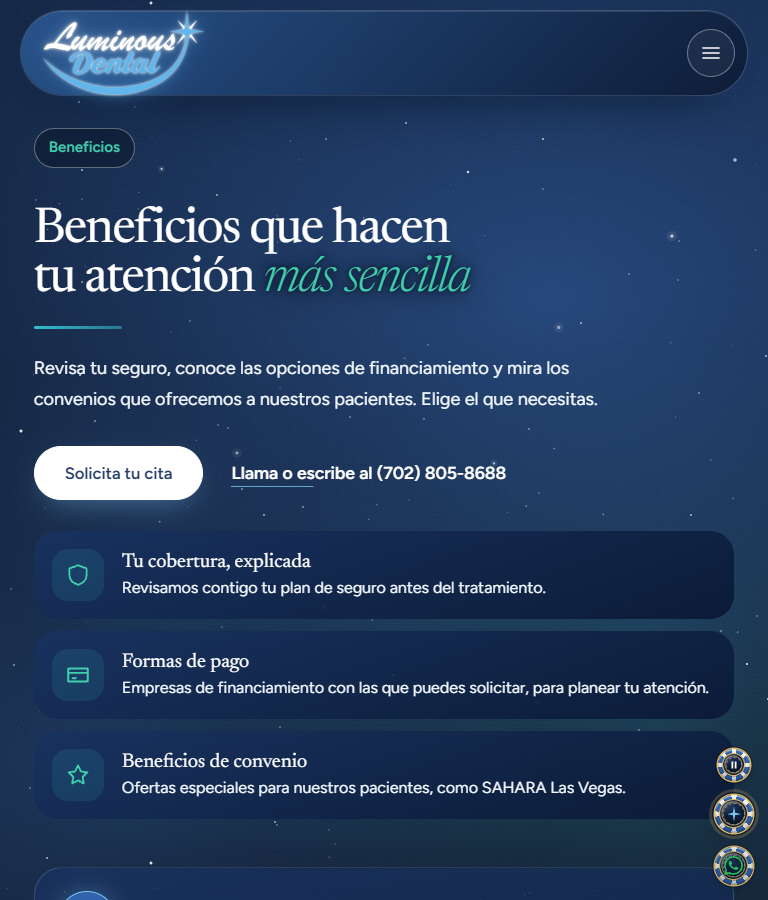 Luminous
Dental
Beneficios
Beneficios que hacen
tu atención más sencilla
Revisa tu seguro, conoce las opciones de financiamiento y mira los
convenios que ofrecemos a nuestros pacientes. Elige el que necesitas.
Solicita tu cita
Llama o escribe al (702) 805-8688
Tu cobertura, explicada
Revisamos contigo tu plan de seguro antes del tratamiento.
Formas de pago
Empresas de financiamiento con las que puedes solicitar, para planear tu atención.
Beneficios de convenio
Ofertas especiales para nuestros pacientes, como SAHARA Las Vegas.